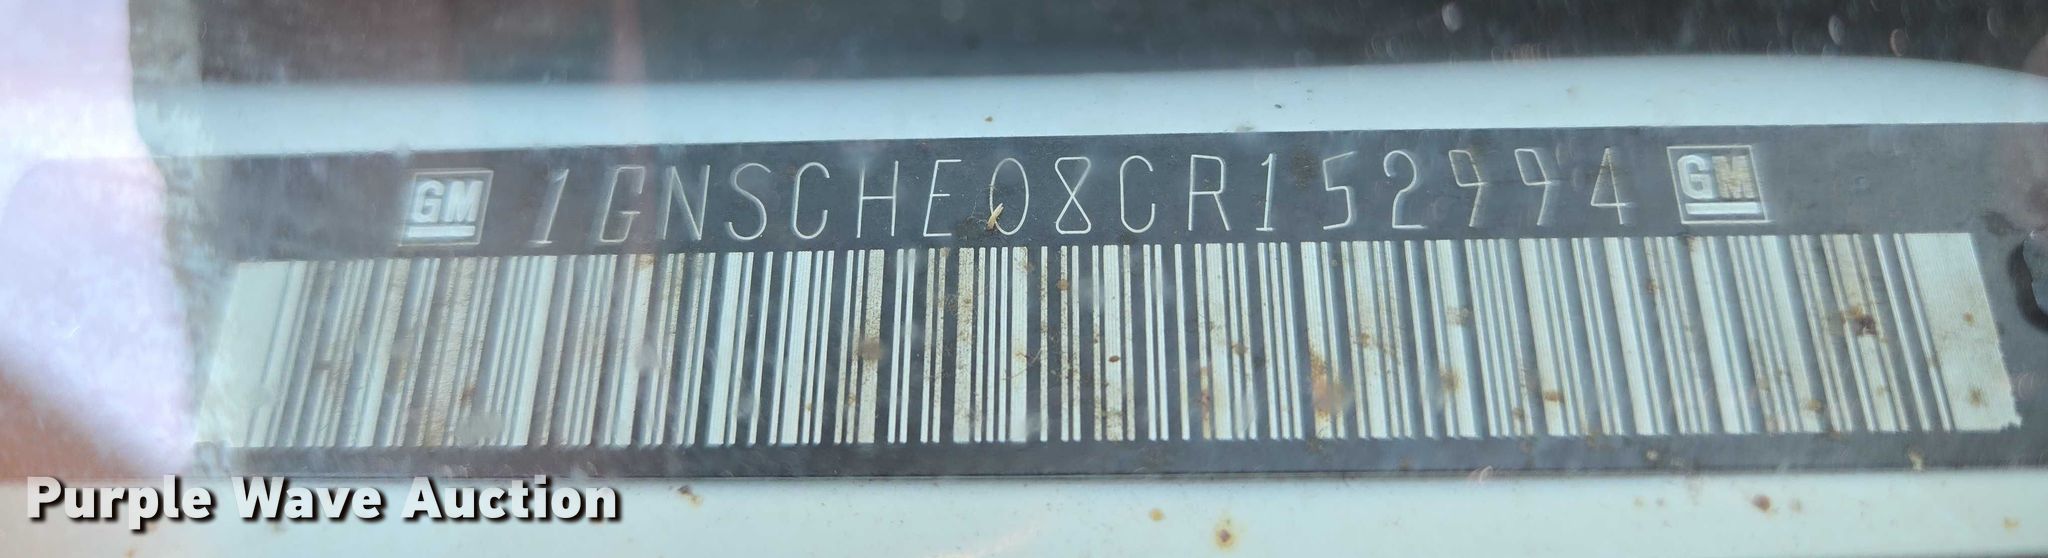 GM 1GNSCHE08CR152994 GM
Purple Wave Auction